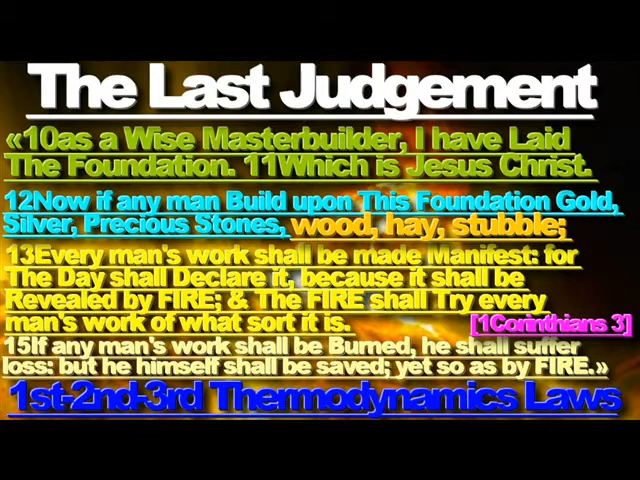 The Last Judgement
«10as a Wise Masterbuilder, I have Laid
The Foundation. 11Which is Jesus Christ.
12Now if any man Build upon This Foundation Gold,
Silver, Precious Stones, wood, hay, stubble;
13Every man's work shall be made Manifest: for
The Day shall Declare it, because it shall be
Revealed by FIRE; & The FIRE shall Try every
man's work of what sort it is. [1Corinthians 3]
15If any man's work shall be Burned, he shall suffer
loss: but he himself shall be saved; yet so as by FIRE.»
1st-2nd-3rd Thermodynamics Laws